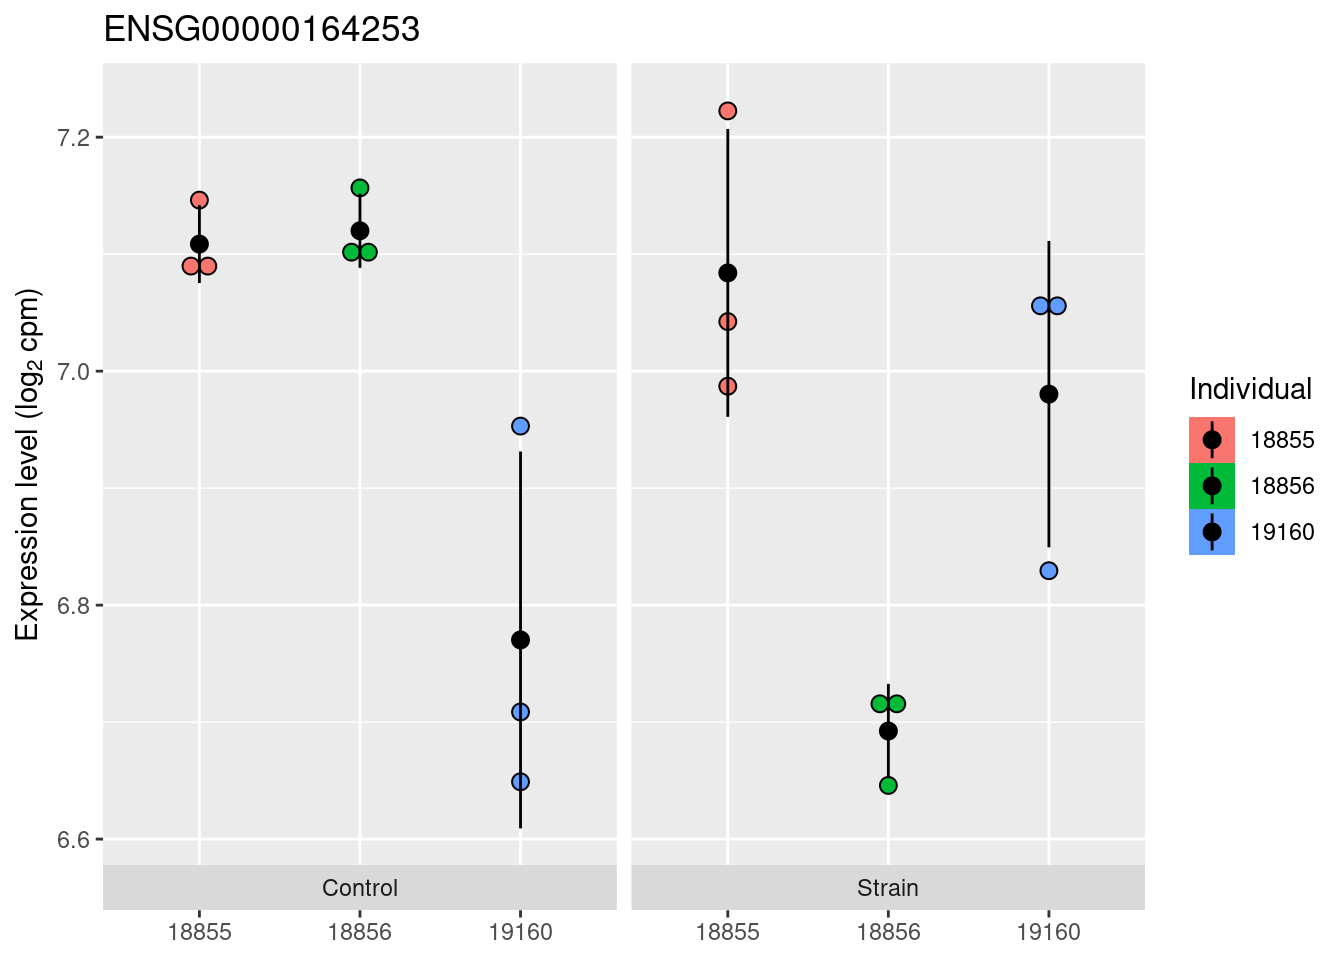 ENSG00000164253
Expression level (log₂ cpm)
7.2
7.0
6.8
6.6
Control
Strain
18855
18856
19160
18855
18856
19160
Individual
18855
18856
19160